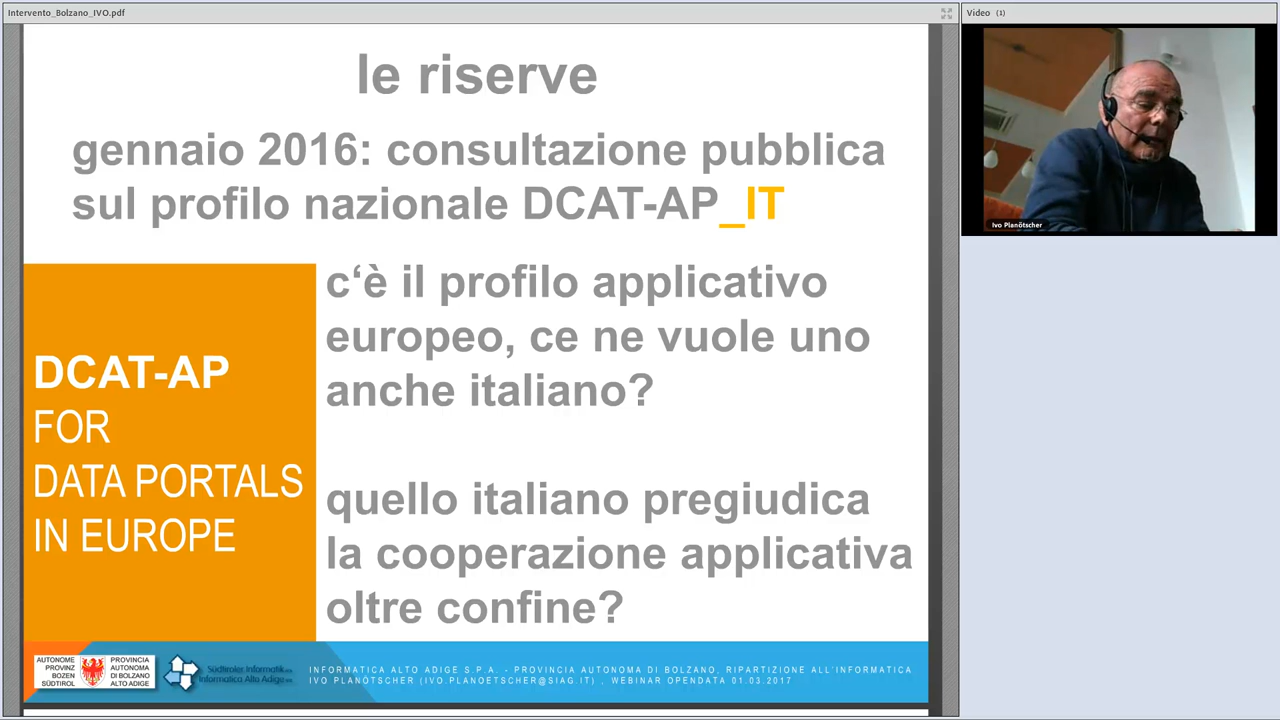 Intervento_Bolzano_IVO.pdf
Video (1)
le riserve
gennaio 2016: consultazione pubblica
sul profilo nazionale DCAT-AP_IT
DCAT-AP
FOR
DATA PORTALS
IN EUROPE
c‘è il profilo applicativo
europeo, ce ne vuole uno
anche italiano?
quello italiano pregiudica
la cooperazione applicativa
oltre confine?
Ivo Planötscher
AUTONOME
PROVINZ
BOZEN
SÜDTIROL
PROVINCIA
AUTONOMA
DI BOLZANO
ALTO ADIGE
Südtiroler Informatik
Informatica Alto Adige
INFORMATICA ALTO ADIGE S.P.A. - PROVINCIA AUTONOMA DI BOLZANO, RIPARTIZIONE ALL'INFORMATICA
IVO PLANÖTSCHER (IVO.PLANOETSCHER@SIAG.IT) , WEBINAR OPENDATA 01.03.2017